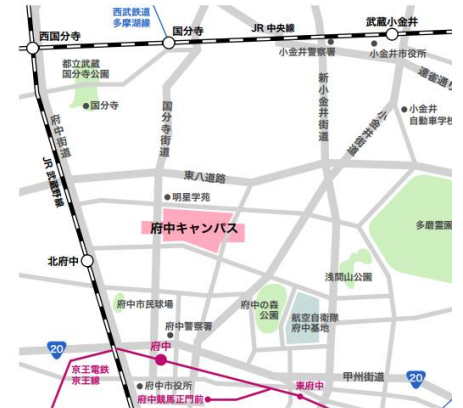 西武鉄道
多摩湖線
西国分寺
国分寺
JR 中央線
武蔵小金井
小金井警察署
小金井市役所
都立武蔵
国分寺公園
連雀通り
国分寺
国分寺街道
新小金井街道
小金井街道
小金井
自動車学校
府中街道
JR 武蔵野線
東八道路
明星学苑
府中キャンパス
多磨霊園
北府中
浅間山公園
府中市民球場
府中の森
公園
航空自衛隊
府中基地
府中警察署
20
府中
京王電鉄
京王線
甲州街道
20
府中市役所
東府中
府中競馬正門前